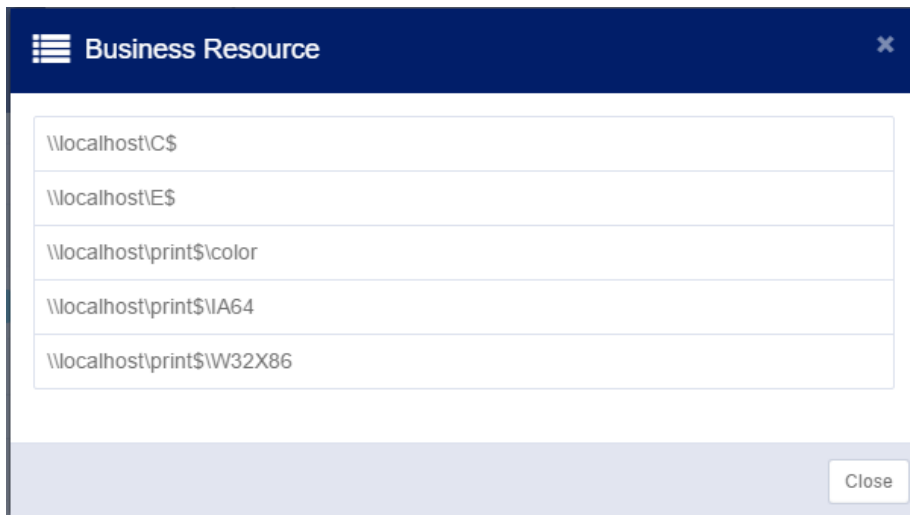 Business Resource
×
\\localhost\C$
\\localhost\E$
\\localhost\print$\color
\\localhost\print$\IA64
\\localhost\print$\W32X86
Close